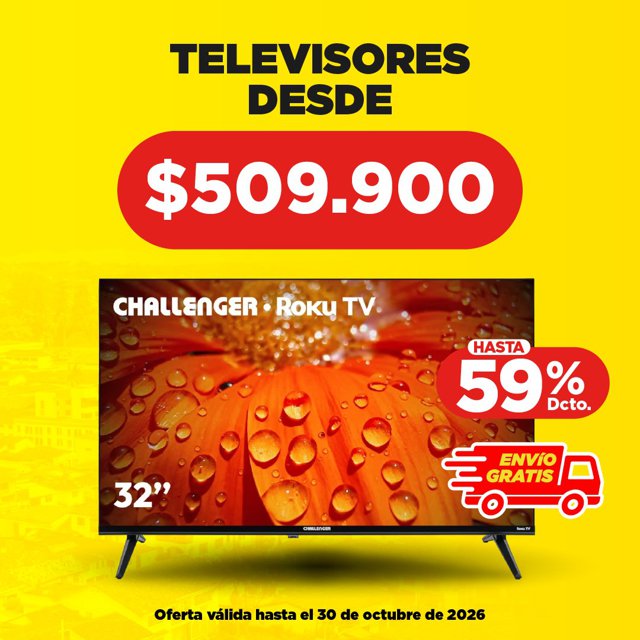 TELEVISORES
DESDE
$509.900
CHALLENGER • Roku TV
HASTA
59%
Dcto.
ENVÍO
GRATIS
32”
CHALLENGER
Roku TV
Oferta válida hasta el 30 de octubre de 2026